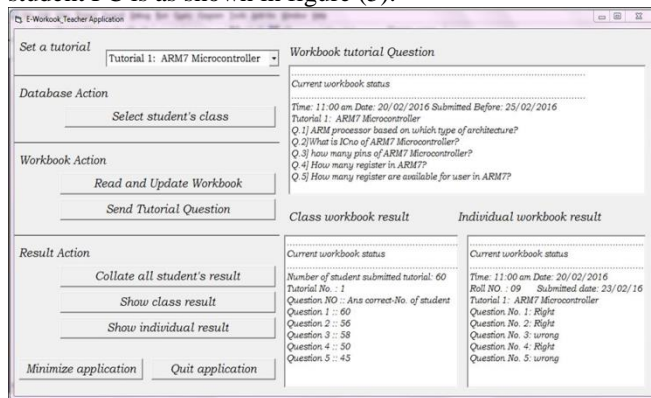 student PC is as shown in figure (5).
E-Workook_Teacher Application
Set a tutorial
Tutorial 1: ARM7 Microcontroller
Database Action
Select student's class
Workbook Action
Read and Update Workbook
Send Tutorial Question
Result Action
Collate all student's result
Show class result
Show individual result
Minimize application
Quit application
Workbook tutorial Question
Current workbook status
Time: 11:00 am Date: 20/02/2016 Submitted Before: 25/02/2016
Tutorial 1: ARM7 Microcontroller
Q.1] ARM processor based on which type of architecture?
Q.2]What is ICno of ARM7 Microcontroller?
Q.3] how many pins of ARM7 Microcontroller?
Q.4] How many register in ARM7?
Q.5] How many register are available for user in ARM7?
Class workbook result
Current workbook status
Number of student submitted tutorial: 60
Tutorial No. : 1
Question NO :: Ans correct-No. of student
Question 1 :: 60
Question 2 :: 56
Question 3 :: 58
Question 4 :: 50
Question 5 :: 45
Individual workbook result
Current workbook status
Time: 11:00 am Date: 20/02/2016
Roll NO. : 09 Submitted date: 23/02/16
Tutorial 1: ARM7 Microcontroller
Question No. 1: Right
Question No. 2: Right
Question No. 3: wrong
Question No. 4: Right
Question No. 5: wrong